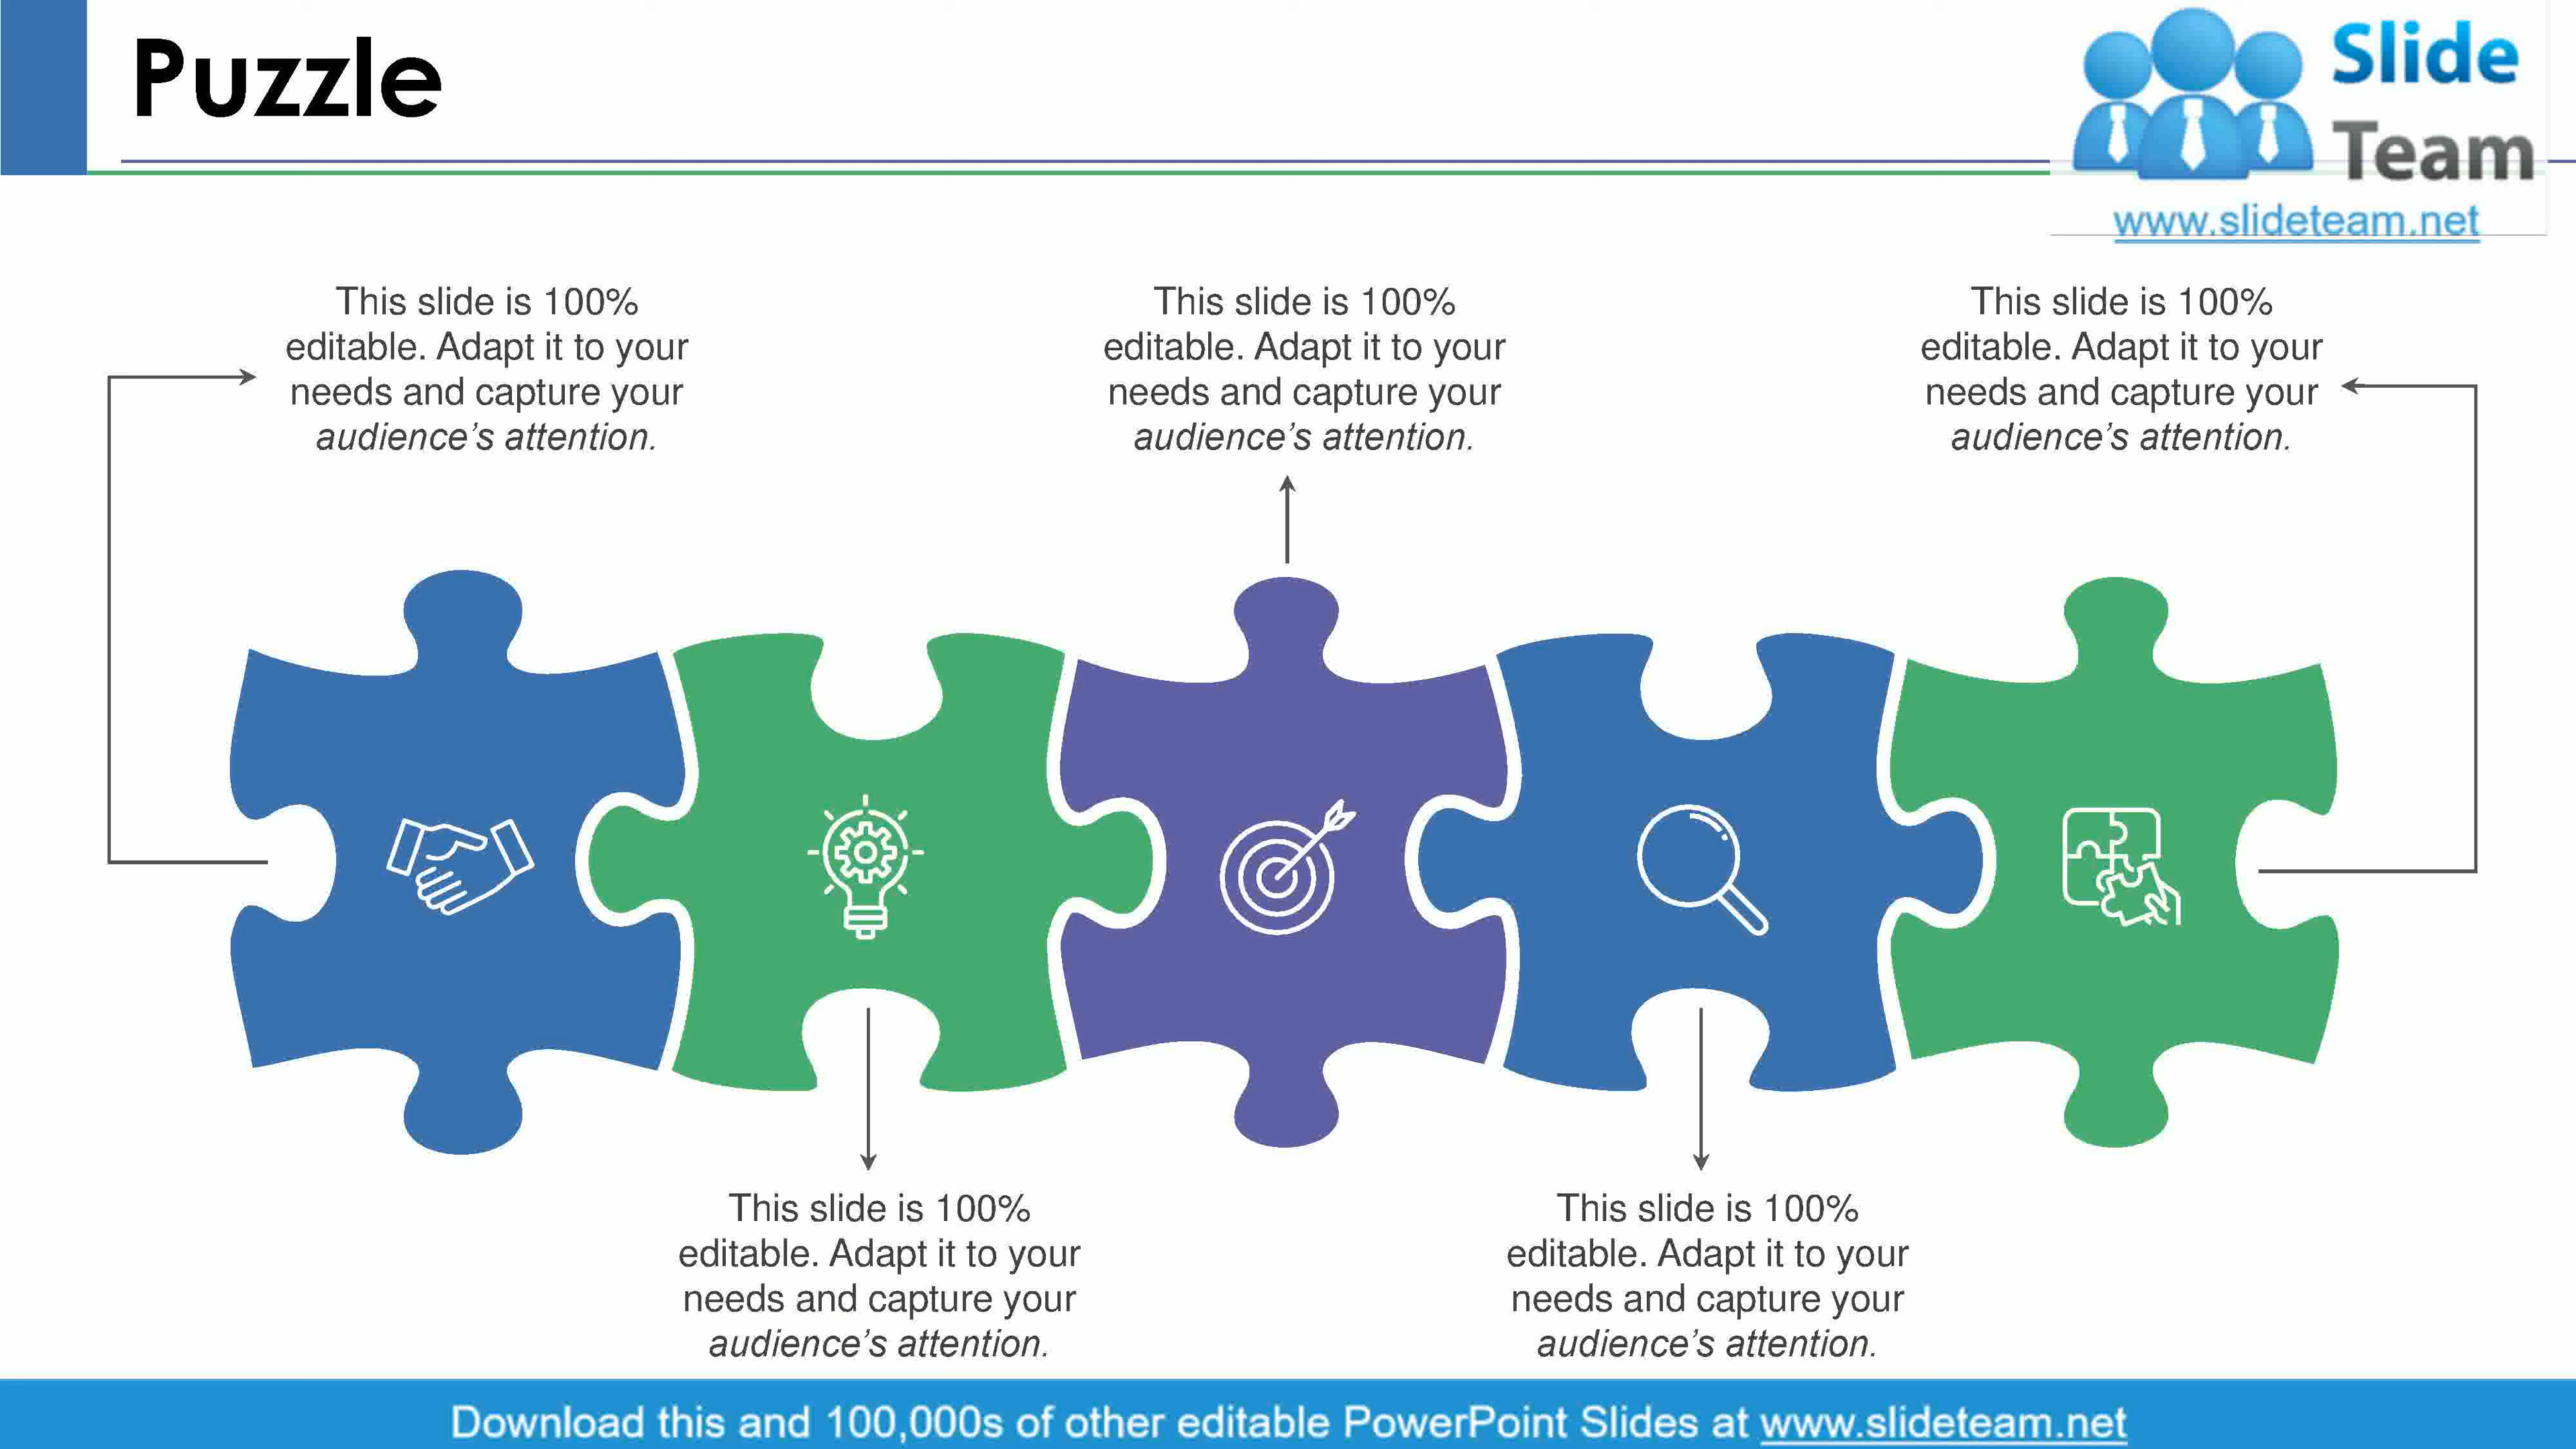 Puzzle
Slide
Team
www.slideteam.net
This slide is 100%
editable. Adapt it to your
needs and capture your
audience’s attention.
This slide is 100%
editable. Adapt it to your
needs and capture your
audience’s attention.
This slide is 100%
editable. Adapt it to your
needs and capture your
audience’s attention.
This slide is 100%
editable. Adapt it to your
needs and capture your
audience’s attention.
This slide is 100%
editable. Adapt it to your
needs and capture your
audience’s attention.
Download this and 100,000s of other editable PowerPoint Slides at www.slideteam.net